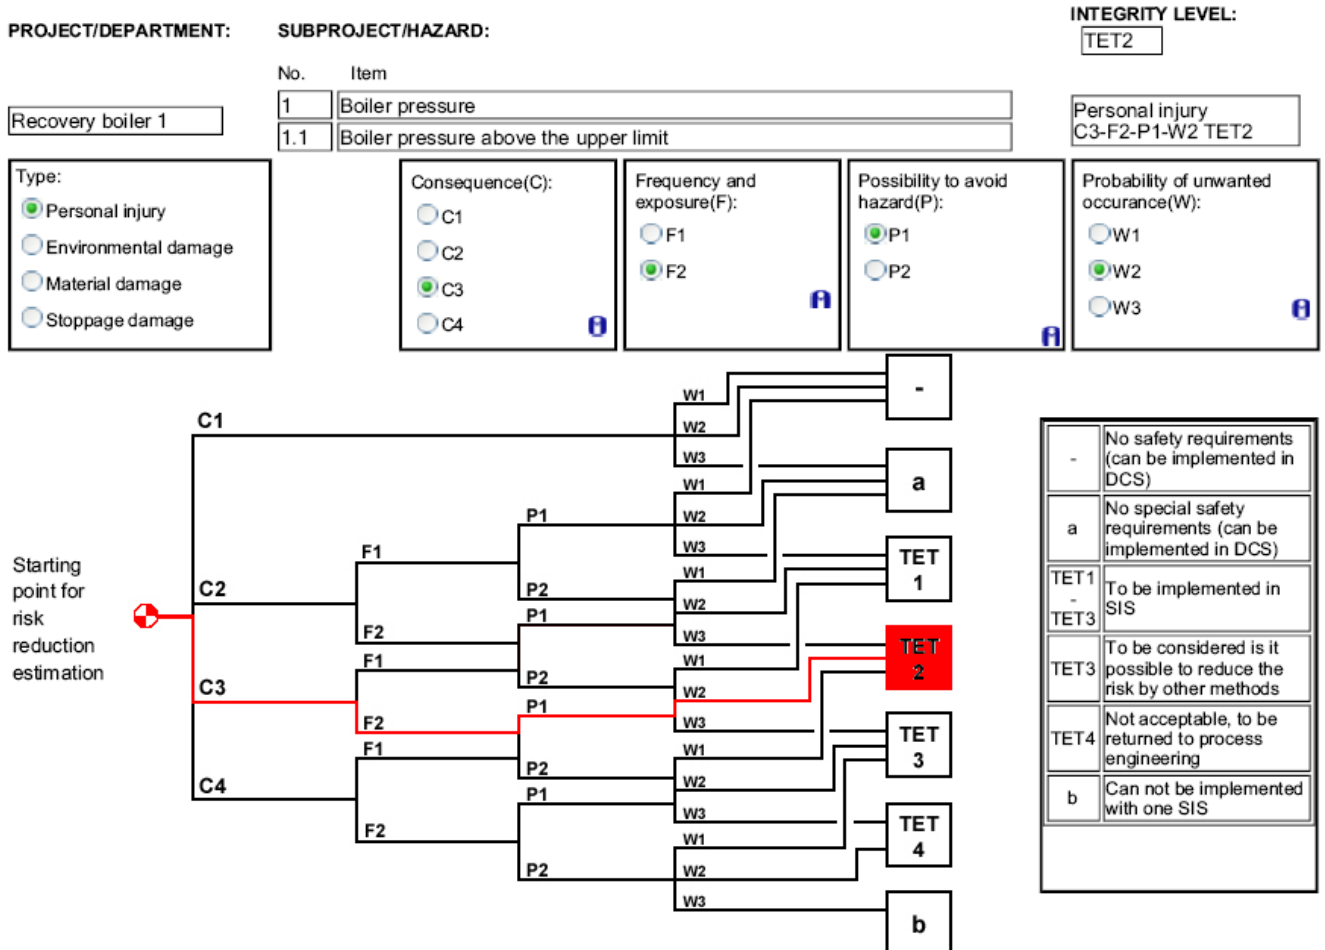 PROJECT/DEPARTMENT:
SUBPROJECT/HAZARD:
INTEGRITY LEVEL:
TET2
No. Item
Recovery boiler 1
1 Boiler pressure
1.1 Boiler pressure above the upper limit
Personal injury
C3-F2-P1-W2 TET2
Type:
Personal injury
Environmental damage
Material damage
Stoppage damage
Consequence(C):
C1
C2
C3
C4
Frequency and
exposure(F):
F1
F2
Possibility to avoid
hazard(P):
P1
P2
Probability of unwanted
occurance(W):
W1
W2
W3
Starting
point for
risk
reduction
estimation
C1
C2
C3
C4
F1
F2
F1
F2
F1
F2
P1
P2
P1
P2
P1
P2
P1
P2
W1
W2
W3
W1
W2
W3
W1
W2
W3
W1
W2
W3
W1
W2
W3
W1
W2
W3
-
a
TET
1
TET
2
TET
3
TET
4
b
-
No safety requirements
(can be implemented in
DCS)
a
No special safety
requirements (can be
implemented in DCS)
TET1
-
TET3
To be implemented in
SIS
TET3
To be considered is it
possible to reduce the
risk by other methods
TET4
Not acceptable, to be
returned to process
engineering
b
Can not be implemented
with one SIS